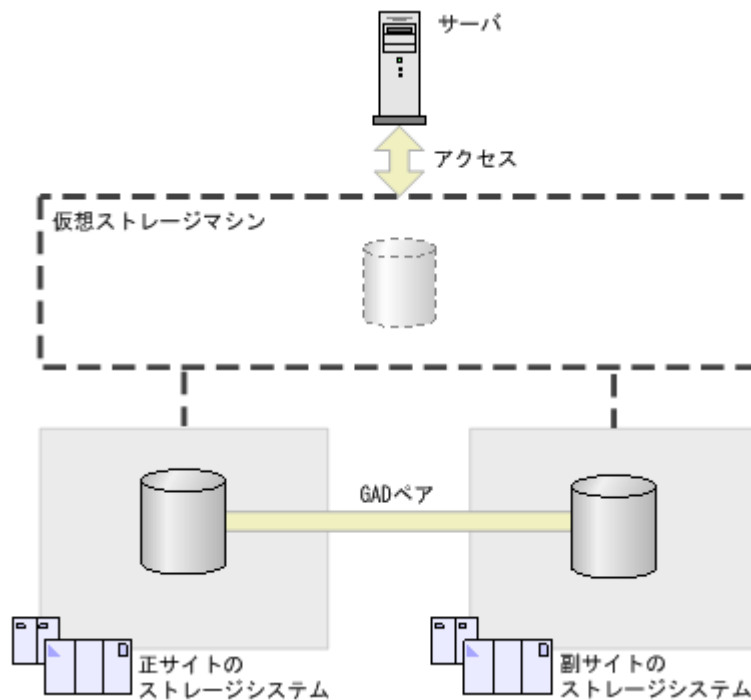 サーバ
アクセス
仮想ストレージマシン
GADペア
正サイトの
ストレージシステム
副サイトの
ストレージシステム